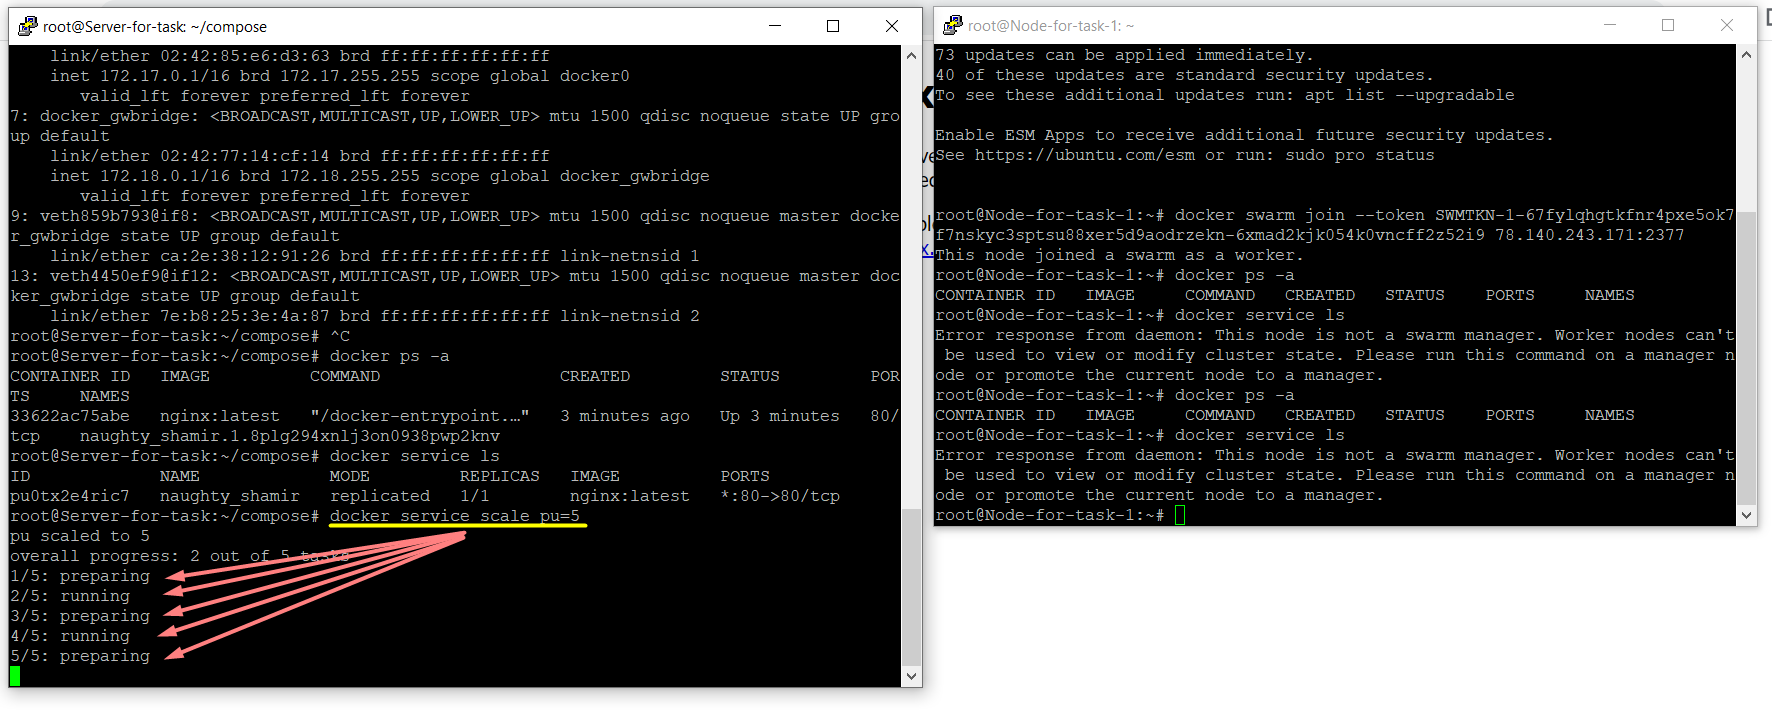 root@Server-for-task: ~/compose
    link/ether 02:42:85:e6:d3:63 brd ff:ff:ff:ff:ff:ff
    inet 172.17.0.1/16 brd 172.17.255.255 scope global docker0
       valid_lft forever preferred_lft forever
7: docker_gwbridge: <BROADCAST,MULTICAST,UP,LOWER_UP> mtu 1500 qdisc noqueue state UP gro
up default
    link/ether 02:42:77:14:cf:14 brd ff:ff:ff:ff:ff:ff
    inet 172.18.0.1/16 brd 172.18.255.255 scope global docker_gwbridge
       valid_lft forever preferred_lft forever
9: veth859b793@if8: <BROADCAST,MULTICAST,UP,LOWER_UP> mtu 1500 qdisc noqueue master docke
r_gwbridge state UP group default
    link/ether ca:2e:38:12:91:26 brd ff:ff:ff:ff:ff:ff link-netnsid 1
13: veth4450ef9@if12: <BROADCAST,MULTICAST,UP,LOWER_UP> mtu 1500 qdisc noqueue master doc
ker_gwbridge state UP group default
    link/ether 7e:b8:25:3e:4a:87 brd ff:ff:ff:ff:ff:ff link-netnsid 2
root@Server-for-task:~/compose# ^C
root@Server-for-task:~/compose# docker ps -a
CONTAINER ID   IMAGE          COMMAND                  CREATED         STATUS         POR
TS     NAMES
33622ac75abe   nginx:latest   "/docker-entrypoint.…"   3 minutes ago   Up 3 minutes   80/
tcp    naughty_shamir.1.8plg294xnlj3on0938pwp2knv
root@Server-for-task:~/compose# docker service ls
ID             NAME             MODE         REPLICAS   IMAGE          PORTS
pu0tx2e4ric7   naughty_shamir   replicated   1/1        nginx:latest   *:80->80/tcp
root@Server-for-task:~/compose# docker service scale pu=5
pu scaled to 5
overall progress: 2 out of 5 tasks
1/5: preparing
2/5: running
3/5: preparing
4/5: running
5/5: preparing
root@Node-for-task-1: ~
73 updates can be applied immediately.
40 of these updates are standard security updates.
To see these additional updates run: apt list --upgradable
Enable ESM Apps to receive additional future security updates.
See https://ubuntu.com/esm or run: sudo pro status
root@Node-for-task-1:~# docker swarm join --token SWMTKN-1-67fylqhgtkfnr4pxe5ok7
f7nskyc3sptsu88xer5d9aodrzekn-6xmad2kjk054k0vncff2z52i9 78.140.243.171:2377
This node joined a swarm as a worker.
root@Node-for-task-1:~# docker ps -a
CONTAINER ID   IMAGE     COMMAND   CREATED   STATUS    PORTS     NAMES
root@Node-for-task-1:~# docker service ls
Error response from daemon: This node is not a swarm manager. Worker nodes can't
 be used to view or modify cluster state. Please run this command on a manager n
ode or promote the current node to a manager.
root@Node-for-task-1:~# docker ps -a
CONTAINER ID   IMAGE     COMMAND   CREATED   STATUS    PORTS     NAMES
root@Node-for-task-1:~# docker service ls
Error response from daemon: This node is not a swarm manager. Worker nodes can't
 be used to view or modify cluster state. Please run this command on a manager n
ode or promote the current node to a manager.
root@Node-for-task-1:~#